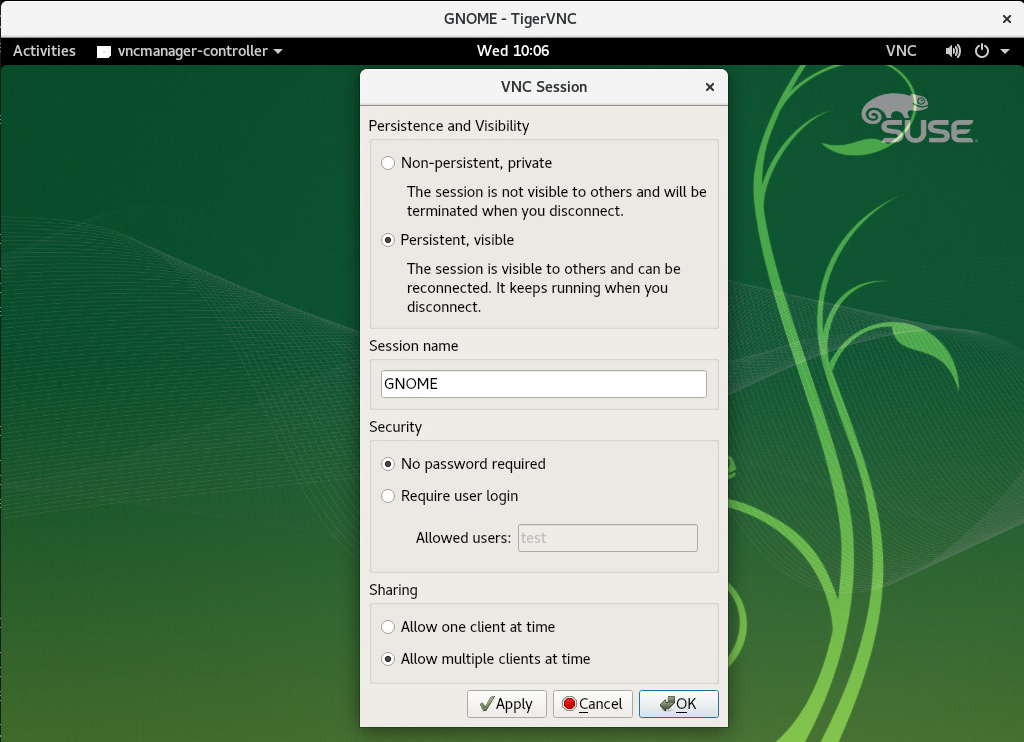 GNOME - TigerVNC
Activities vncmanager-controller Wed 10:06 VNC
VNC Session
SUSE
Persistence and Visibility
Non-persistent, private
The session is not visible to others and will be
terminated when you disconnect.
Persistent, visible
The session is visible to others and can be
reconnected. It keeps running when you
disconnect.
Session name
GNOME
Security
No password required
Require user login
Allowed users: test
Sharing
Allow one client at time
Allow multiple clients at time
Apply Cancel OK